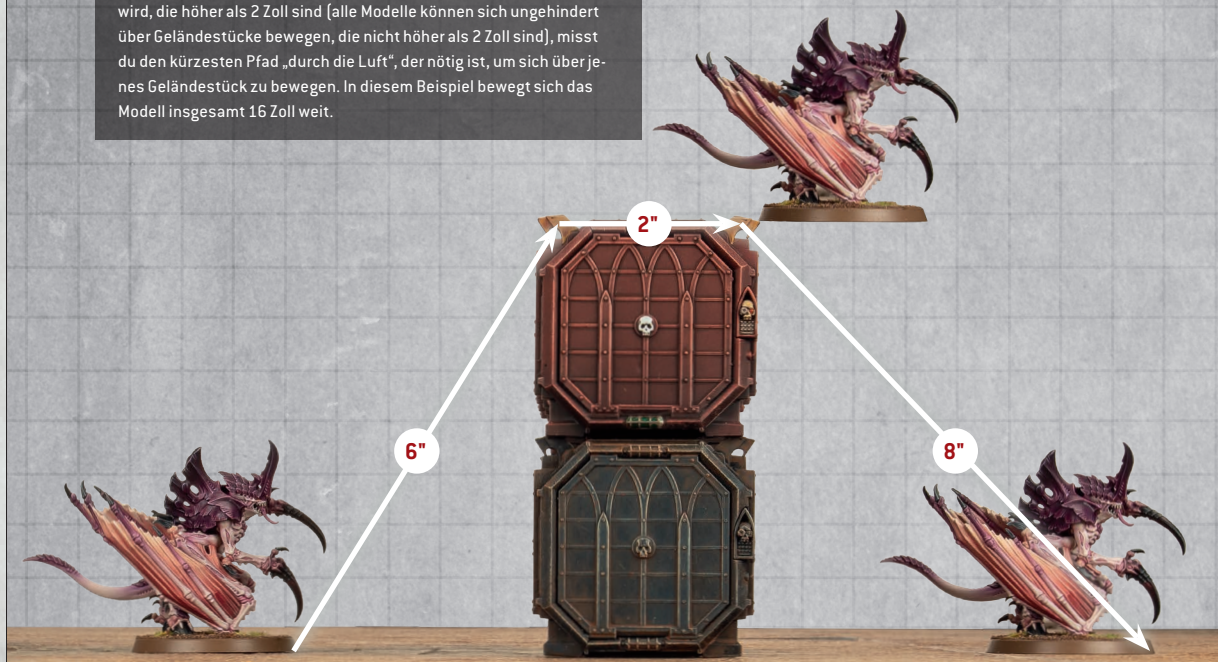 wird, die höher als 2 Zoll sind (alle Modelle können sich ungehindert
über Geländestücke bewegen, die nicht höher als 2 Zoll sind), misst
du den kürzesten Pfad „durch die Luft“, der nötig ist, um sich über je-
nes Geländestück zu bewegen. In diesem Beispiel bewegt sich das
Modell insgesamt 16 Zoll weit.
2"
6"
8"